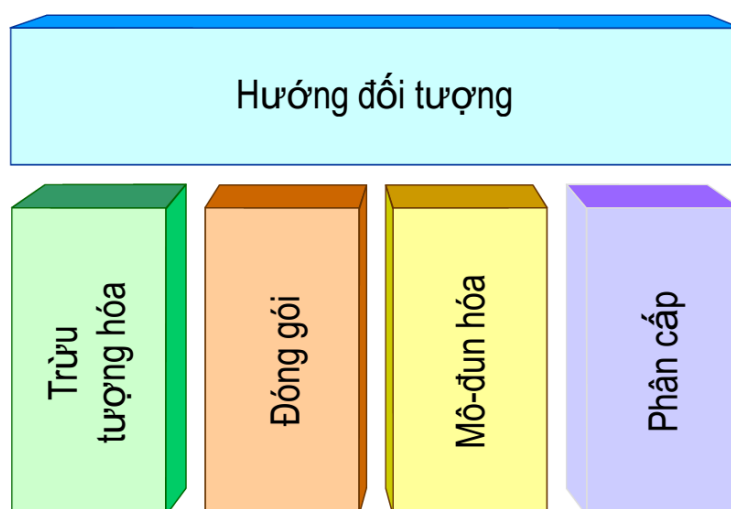 Hướng đối tượng
Trừu
tượng hóa
Đóng gói
Mô-đun hóa
Phân cấp